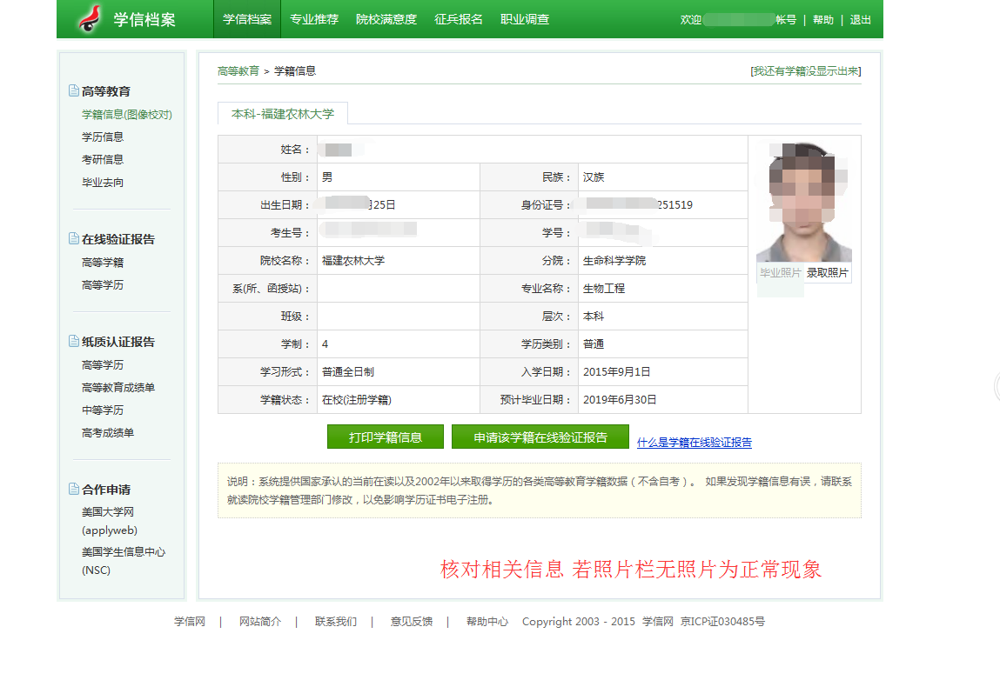 学信档案
学信档案 专业推荐 院校满意度 征兵报名 职业调查
欢迎 帐号 | 帮助 | 退出
高等教育
学籍信息(图像校对)
学历信息
考研信息
毕业去向
在线验证报告
高等学籍
高等学历
纸质认证报告
高等学历
高等教育成绩单
中等学历
高考成绩单
合作申请
美国大学网
(applyweb)
美国学生信息中心
(NSC)
高等教育 > 学籍信息 [我还有学籍没显示出来]
本科-福建农林大学
姓名：
性别： 男 民族： 汉族
出生日期： 月25日 身份证号： 251519
考生号： 学号：
院校名称： 福建农林大学 分院： 生命科学学院
系(所、函授站)： 专业名称： 生物工程
班级： 层次： 本科
学制： 4 学历类别： 普通
学习形式： 普通全日制 入学日期： 2015年9月1日
学籍状态： 在校(注册学籍) 预计毕业日期： 2019年6月30日
毕业照片 录取照片
打印学籍信息 申请该学籍在线验证报告 什么是学籍在线验证报告
说明：系统提供国家承认的当前在读以及2002年以来取得学历的各类高等教育学籍数据（不含自考）。 如果发现学籍信息有误，请联系
就读院校学籍管理部门修改，以免影响学历证书电子注册。
核对相关信息 若照片栏无照片为正常现象
学信网 | 网站简介 | 联系我们 | 意见反馈 | 帮助中心 Copyright 2003 - 2015 学信网 京ICP证030485号